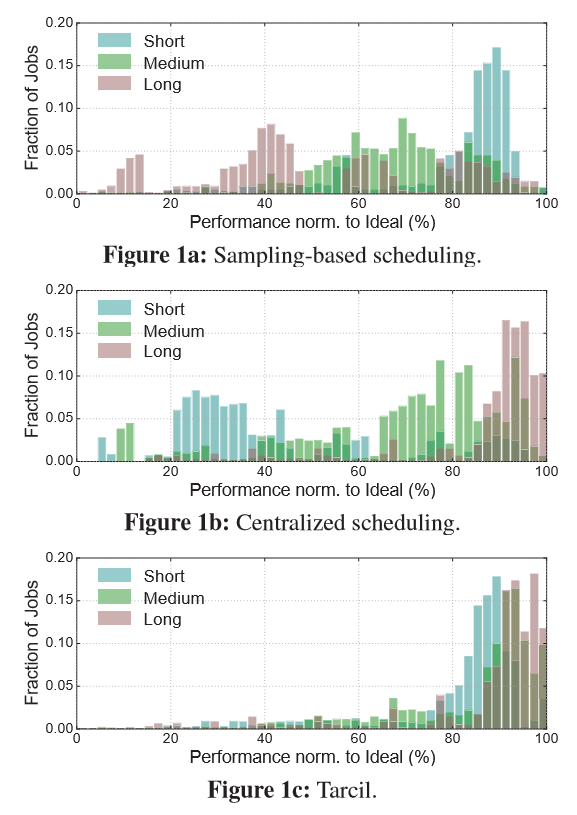 0.20
0.15
0.10
0.05
0.00
Fraction of Jobs
Short
Medium
Long
0 20 40 60 80 100
Performance norm. to Ideal (%)
Figure 1a: Sampling-based scheduling.
0.20
0.15
0.10
0.05
0.00
Fraction of Jobs
Short
Medium
Long
0 20 40 60 80 100
Performance norm. to Ideal (%)
Figure 1b: Centralized scheduling.
0.20
0.15
0.10
0.05
0.00
Fraction of Jobs
Short
Medium
Long
0 20 40 60 80 100
Performance norm. to Ideal (%)
Figure 1c: Tarcil.